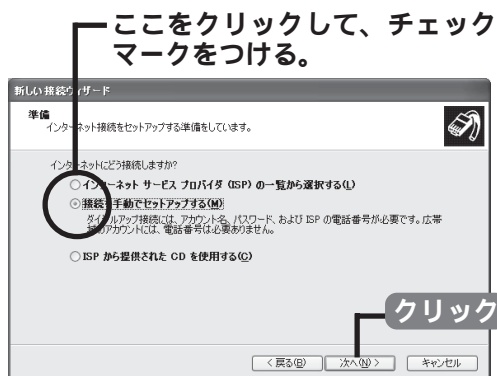 ここをクリックして、チェック
マークをつける。
新しい接続ウィザード
準備
インターネット接続をセットアップする準備をしています。
インターネットにどう接続しますか?
インターネット サービス プロバイダ (ISP) の一覧から選択する(L)
接続を手動でセットアップする(M)
ダイヤルアップ接続には、アカウント名、パスワード、および ISP の電話番号が必要です。広帯
域のアカウントには、電話番号は必要ありません。
ISP から提供された CD を使用する(C)
クリック
< 戻る(B) 次へ(N) > キャンセル